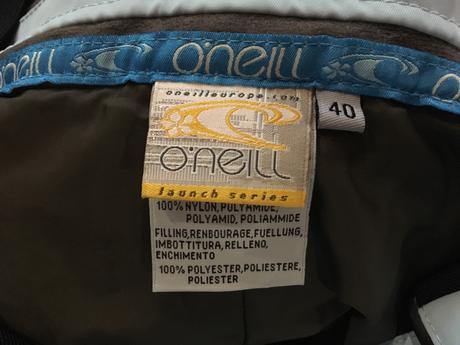 O'NEILL
O'NEILL
oneilleurope.com
40
O'NEILL
launch series
100% NYLON,POLYAMIDE,
POLYAMID, POLIAMMIDE
FILLING,RENBOURAGE,FUELLUNG,
IMBOTTITURA,RELLENO,
ENCHIMENTO
100% POLYESTER,POLIESTERE,
POLIESTER